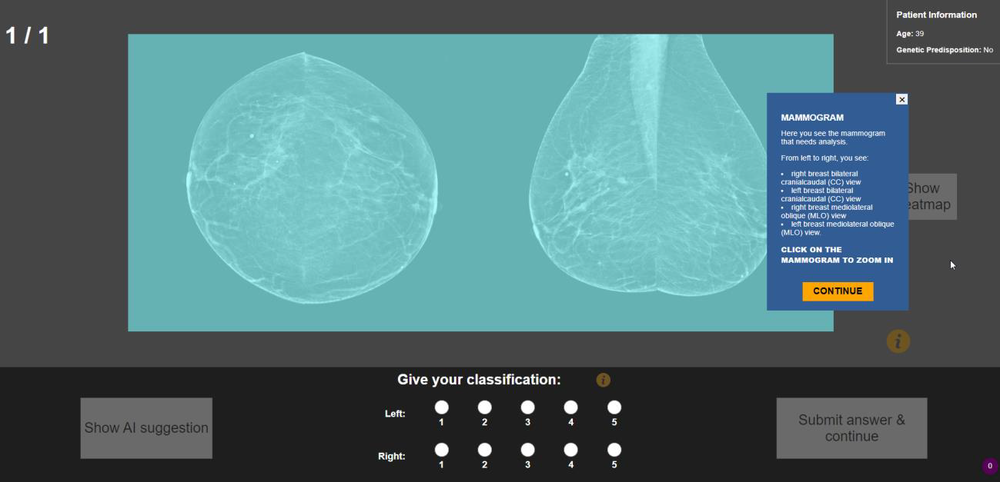 1 / 1
Patient Information
Age: 39
Genetic Predisposition: No
MAMMOGRAM
Here you see the mammogram
that needs analysis.
From left to right, you see:
• right breast bilateral
cranialcaudal (CC) view
• left breast bilateral
cranialcaudal (CC) view
• right breast mediolateral
oblique (MLO) view
• left breast mediolateral oblique
(MLO) view.
CLICK ON THE
MAMMOGRAM TO ZOOM IN
CONTINUE
Show
eatmap
i
Give your classification:
i
Show AI suggestion
Left:
1 2 3 4 5
Right:
1 2 3 4 5
Submit answer &
continue
0